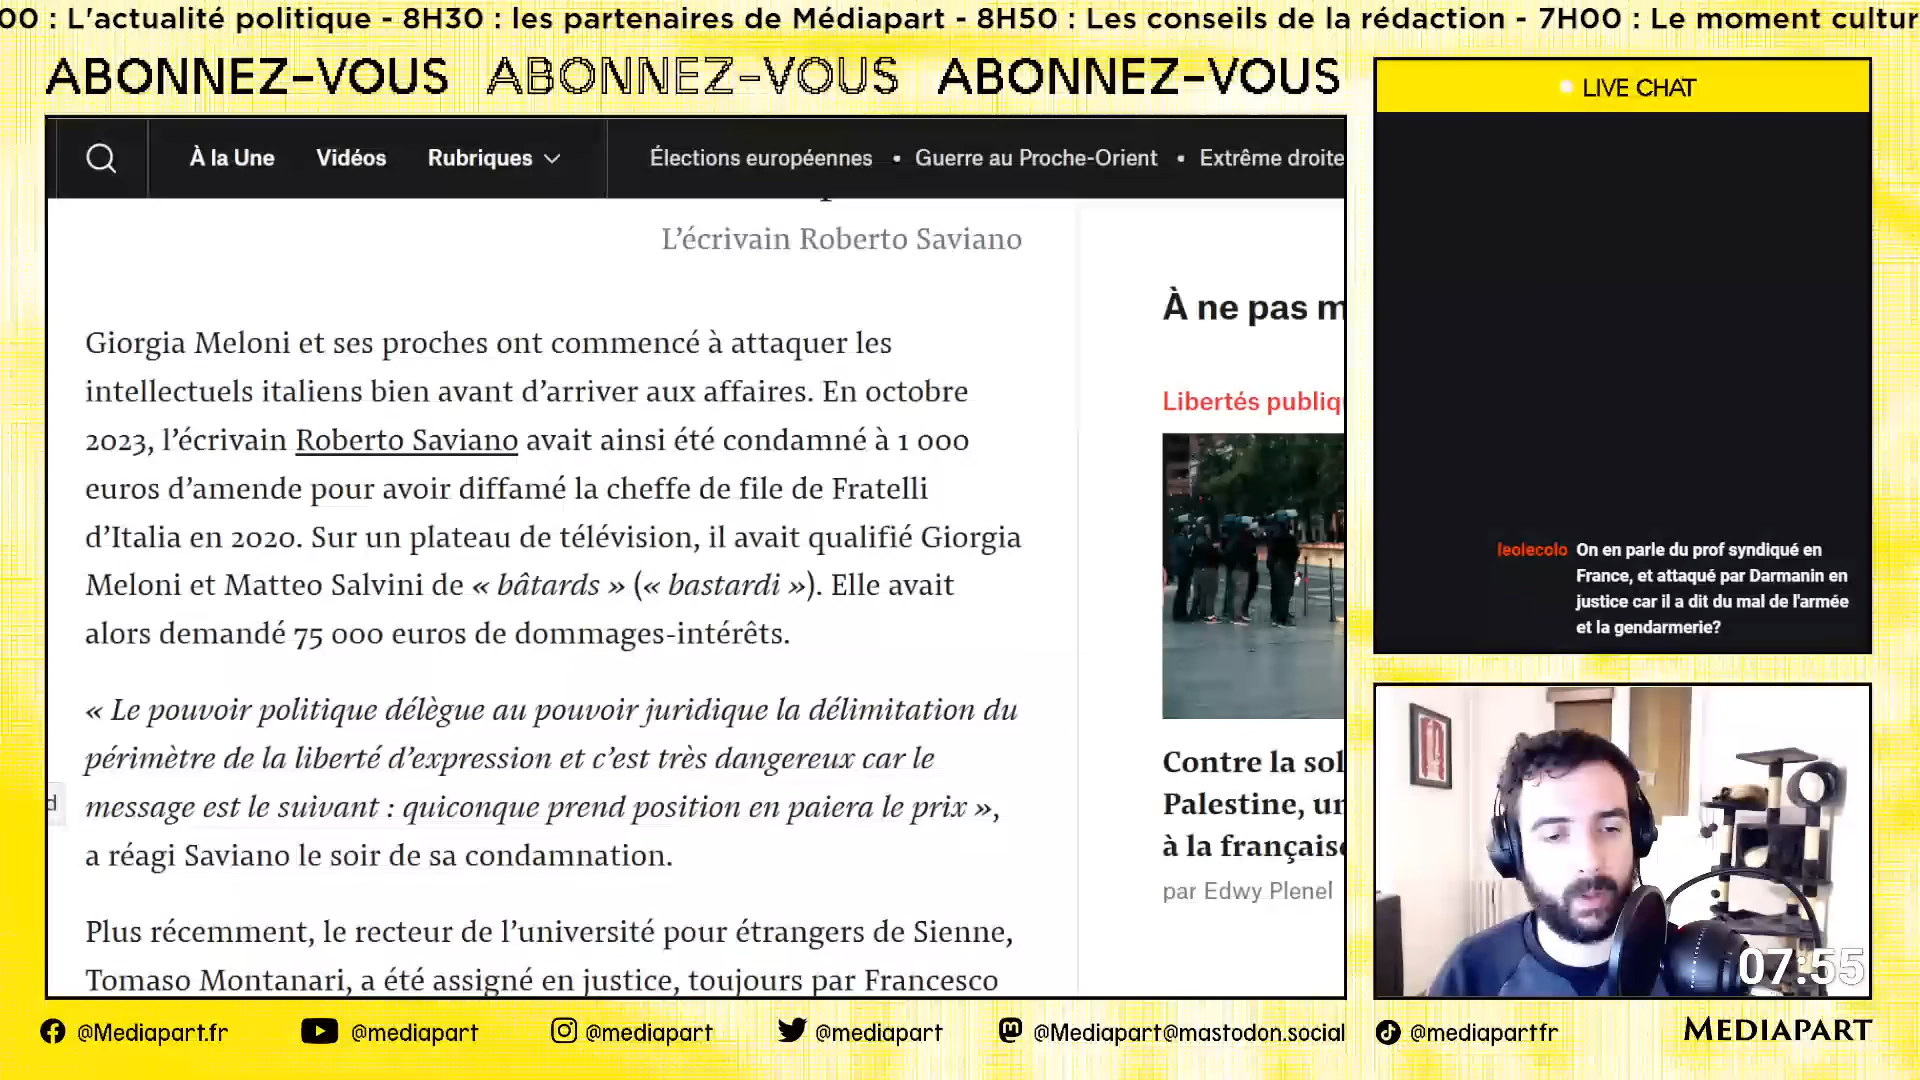 00 : L'actualité politique - 8H30 : les partenaires de Médiapart - 8H50 : Les conseils de la rédaction - 7H00 : Le moment cultur
ABONNEZ-VOUS ABONNEZ-VOUS ABONNEZ-VOUS
À la Une Vidéos Rubriques Élections européennes • Guerre au Proche-Orient • Extrême droite
L'écrivain Roberto Saviano
Giorgia Meloni et ses proches ont commencé à attaquer les
intellectuels italiens bien avant d'arriver aux affaires. En octobre
2023, l'écrivain Roberto Saviano avait ainsi été condamné à 1 000
euros d'amende pour avoir diffamé la cheffe de file de Fratelli
d'Italia en 2020. Sur un plateau de télévision, il avait qualifié Giorgia
Meloni et Matteo Salvini de « bâtards » (« bastardi »). Elle avait
alors demandé 75 000 euros de dommages-intérêts.
« Le pouvoir politique délègue au pouvoir juridique la délimitation du
périmètre de la liberté d'expression et c'est très dangereux car le
message est le suivant : quiconque prend position en paiera le prix »,
a réagi Saviano le soir de sa condamnation.
Plus récemment, le recteur de l'université pour étrangers de Sienne,
Tomaso Montanari, a été assigné en justice, toujours par Francesco
d
À ne pas m
Libertés publiq
Contre la sol
Palestine, un
à la français
par Edwy Plenel
LIVE CHAT
leolecolo On en parle du prof syndiqué en
France, et attaqué par Darmanin en
justice car il a dit du mal de l'armée
et la gendarmerie?
07:55
@Mediapart.fr @mediapart @mediapart @mediapart @Mediapart@mastodon.social @mediapartfr MEDIAPART